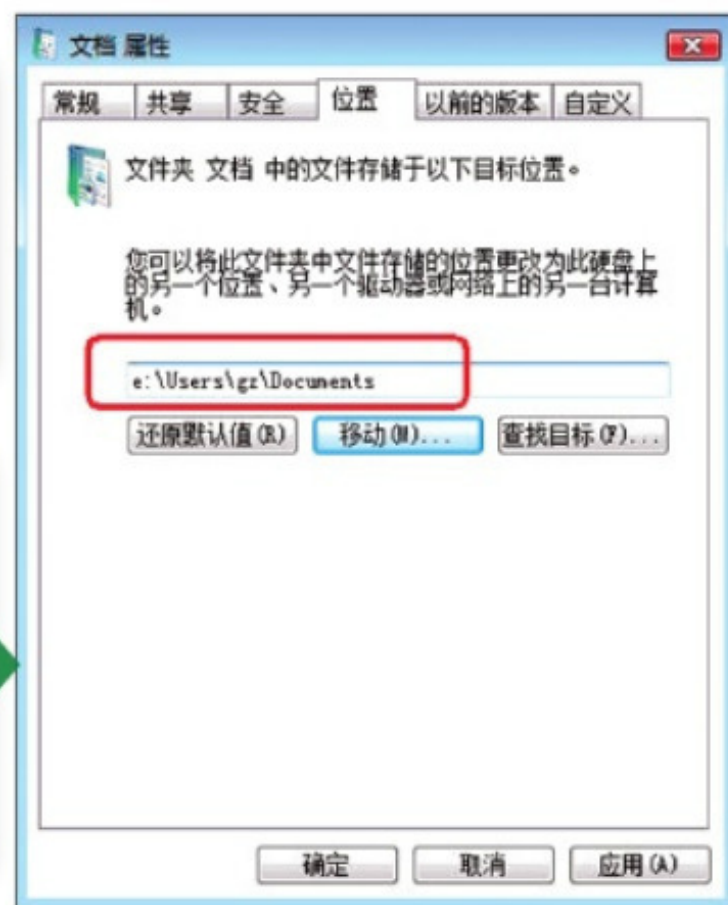 文档 属性
常规 共享 安全 位置 以前的版本 自定义
文件夹 文档 中的文件存储于以下目标位置。
您可以将此文件夹中文件存储的位置更改为此硬盘上
的另一个位置、另一个驱动器或网络上的另一台计算
机。
e:\Users\gz\Documents
还原默认值(R) 移动(M)... 查找目标(F)...
确定 取消 应用(A)